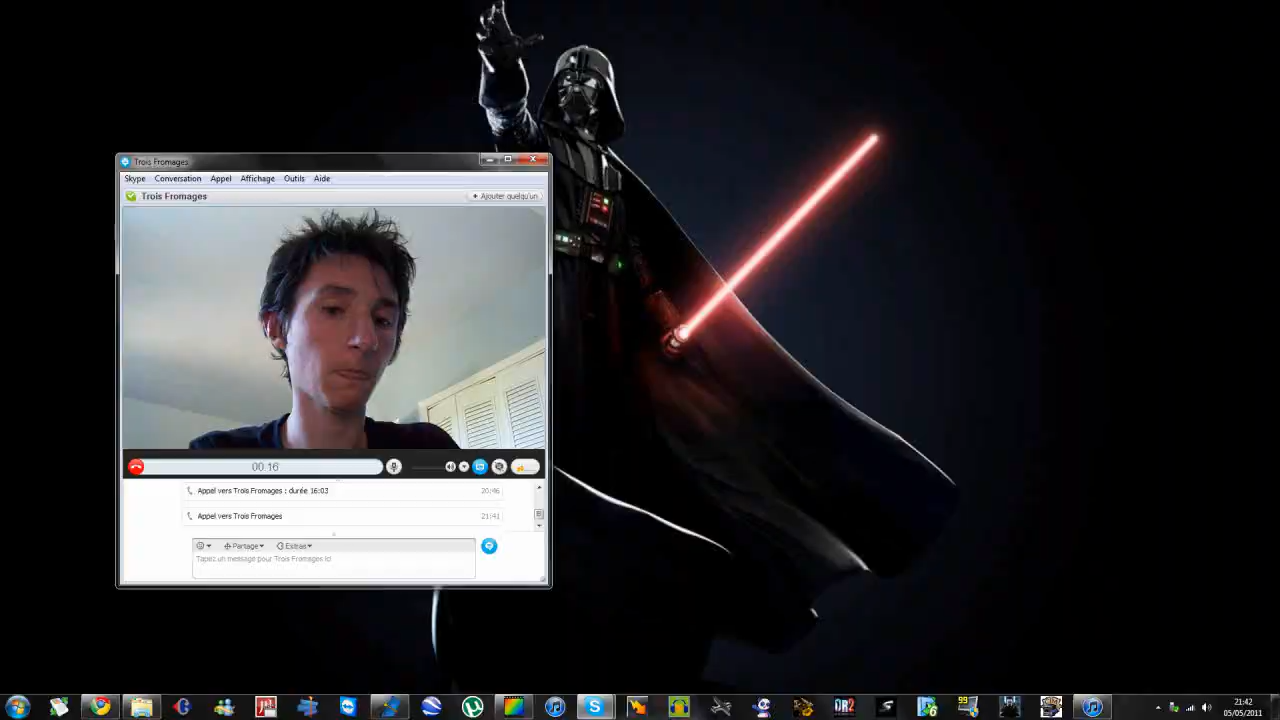 Trois Fromages
Skype Conversation Appel Affichage Outils Aide
Trois Fromages
+ Ajouter quelqu'un
00:16
Appel vers Trois Fromages : durée 16:03 20:46
Appel vers Trois Fromages 21:41
Partage Extras
Tapez un message pour Trois Fromages ici
21:42
05/05/2011